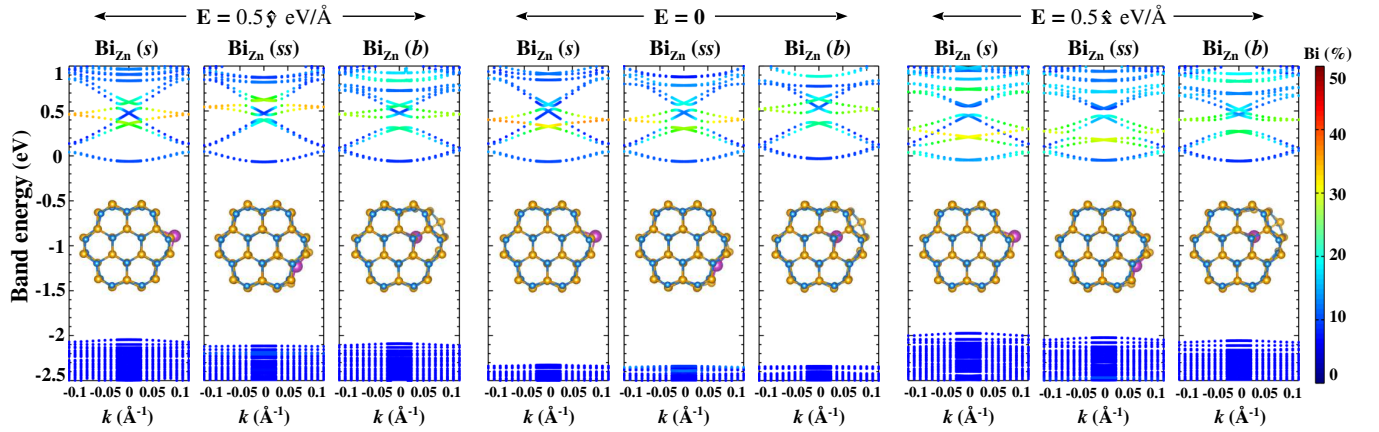 E = 0.5 ŷ eV/Å E = 0 E = 0.5 x̂ eV/Å
Bi_Zn (s) Bi_Zn (ss) Bi_Zn (b) Bi_Zn (s) Bi_Zn (ss) Bi_Zn (b) Bi_Zn (s) Bi_Zn (ss) Bi_Zn (b) Bi (%)
Band energy (eV)
1
0.5
0
-0.5
-1
-1.5
-2
-2.5
50
40
30
20
10
0
-0.1 -0.05 0 0.05 0.1 -0.1 -0.05 0 0.05 0.1 -0.1 -0.05 0 0.05 0.1 -0.1 -0.05 0 0.05 0.1 -0.1 -0.05 0 0.05 0.1 -0.1 -0.05 0 0.05 0.1 -0.1 -0.05 0 0.05 0.1 -0.1 -0.05 0 0.05 0.1 -0.1 -0.05 0 0.05 0.1
k (Å⁻¹) k (Å⁻¹) k (Å⁻¹) k (Å⁻¹) k (Å⁻¹) k (Å⁻¹) k (Å⁻¹) k (Å⁻¹) k (Å⁻¹)